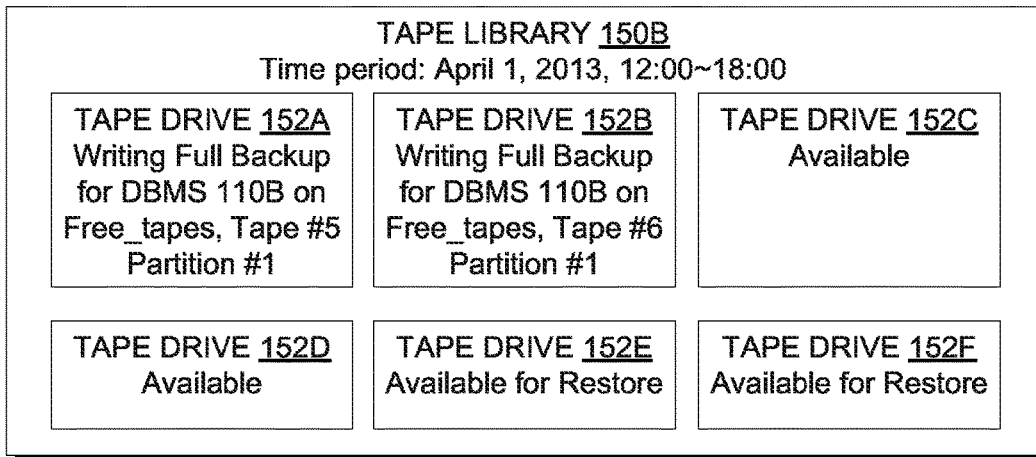 TAPE LIBRARY 150B
Time period: April 1, 2013, 12:00~18:00
TAPE DRIVE 152A
Writing Full Backup
for DBMS 110B on
Free_tapes, Tape #5
Partition #1
TAPE DRIVE 152B
Writing Full Backup
for DBMS 110B on
Free_tapes, Tape #6
Partition #1
TAPE DRIVE 152C
Available
TAPE DRIVE 152D
Available
TAPE DRIVE 152E
Available for Restore
TAPE DRIVE 152F
Available for Restore